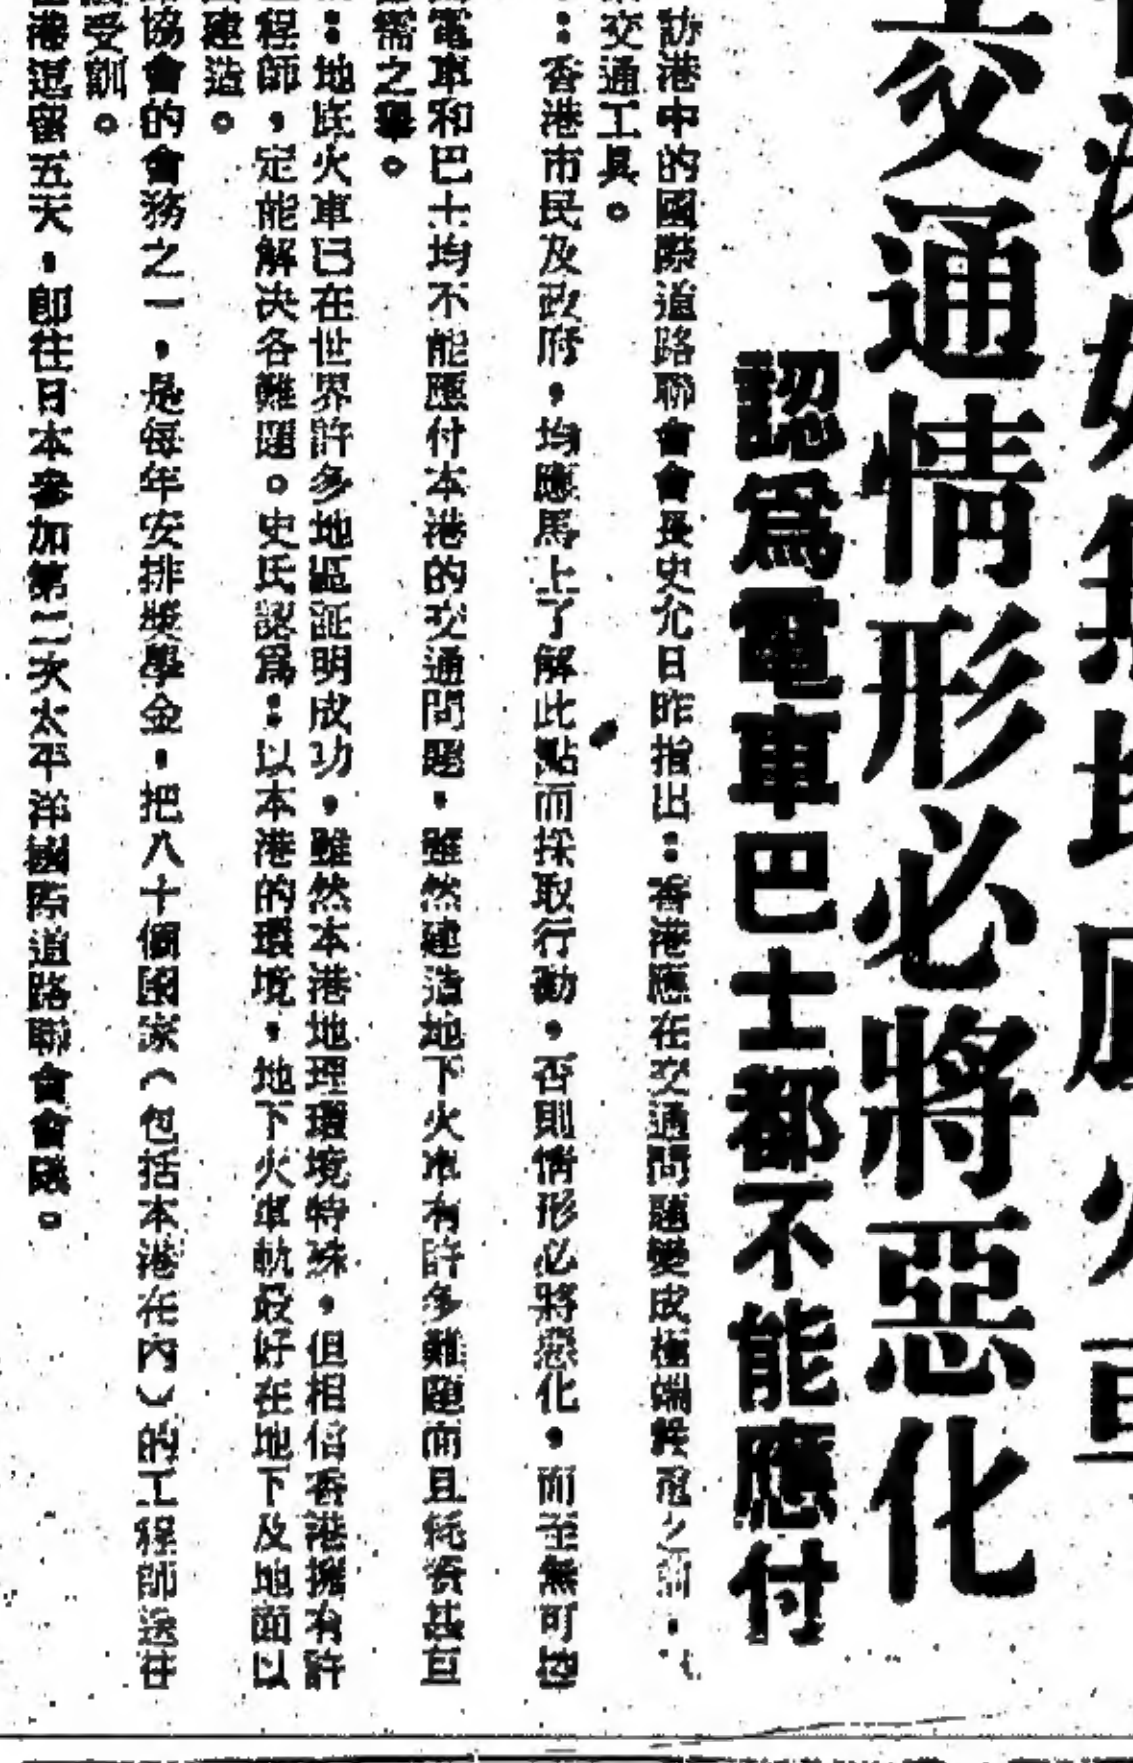 港如無地底火車
交通情形必將惡化
認爲電車巴士都不能應付
訪港中的國際道路聯會會長史允日昨指出：香港應在交通問題變成極端嚴重之前，
交通工具。
：香港市民及政府，均應馬上了解此點而採取行動，否則情形必將惡化，而至無可控
電車和巴士均不能應付本港的交通問題，雖然建造地下火車有許多難題而且耗資甚巨
需之舉。
：地底火車已在世界許多地區証明成功，雖然本港地理環境特殊，但相信香港擁有許
程師，定能解决各難題。史氏認爲：以本港的環境，地下火車軌最好在地下及地面以
建造。
協會的會務之一，是每年安排奬學金，把八十個國家（包括本港在內）的工程師送往
受訓。
港逗留五天，卽往日本參加第二次太平洋國際道路聯會會議。